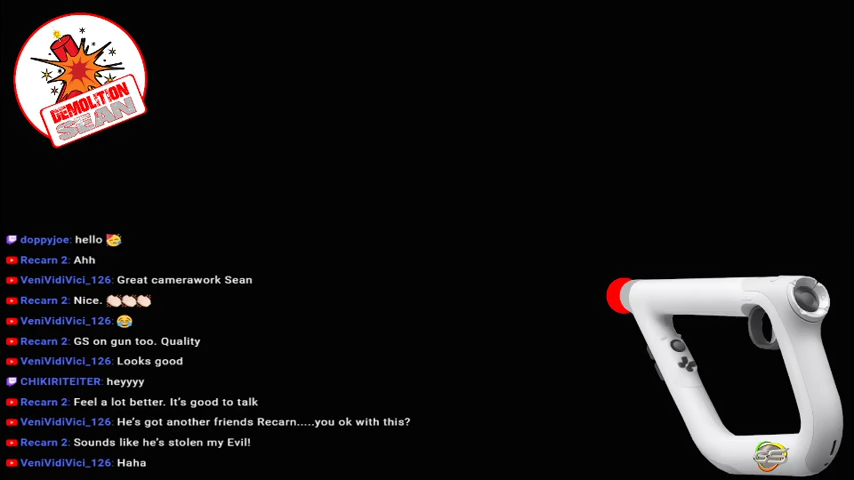 DEMOLITION
SEAN
doppyjoe: hello 🥳
Recarn 2: Ahh
VeniVidiVici_126: Great camerawork Sean
Recarn 2: Nice. 👏🏻👏🏻👏🏻
VeniVidiVici_126: 😂
Recarn 2: GS on gun too. Quality
VeniVidiVici_126: Looks good
CHIKIRITEITER: heyyyy
Recarn 2: Feel a lot better. It's good to talk
VeniVidiVici_126: He's got another friends Recarn.....you ok with this?
Recarn 2: Sounds like he's stolen my Evil!
VeniVidiVici_126: Haha